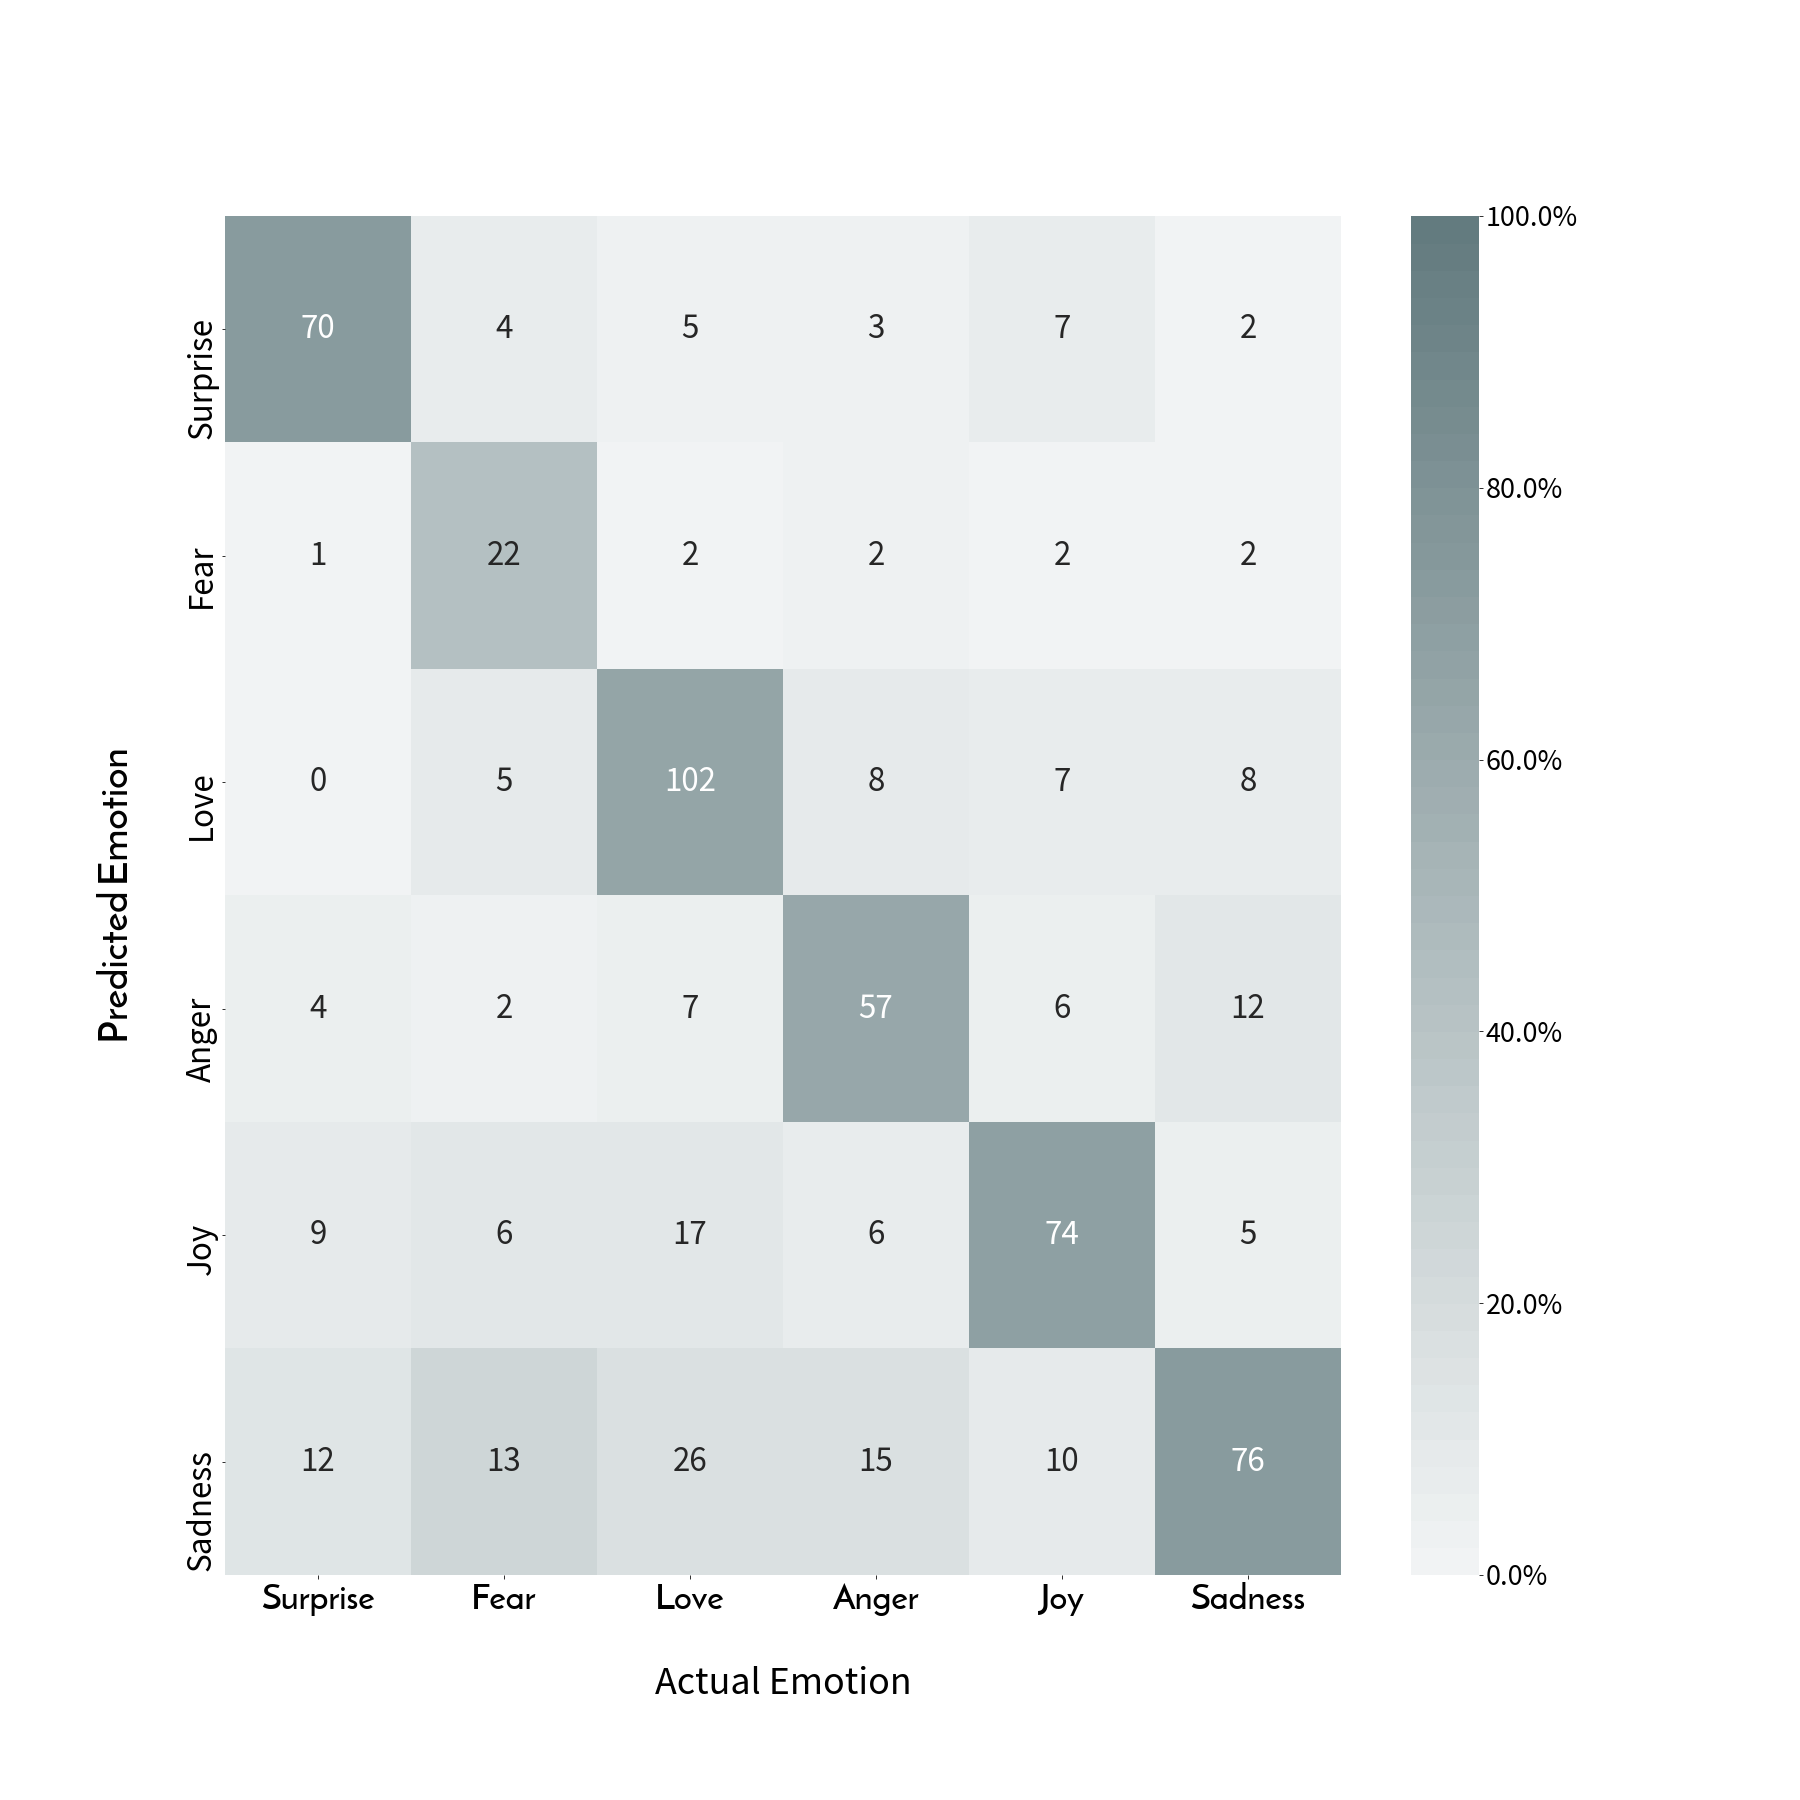 100.0%
Surprise 70 4 5 3 7 2
80.0%
Fear 1 22 2 2 2 2
60.0%
Love 0 5 102 8 7 8
Predicted Emotion
Anger 4 2 7 57 6 12
40.0%
Joy 9 6 17 6 74 5
20.0%
Sadness 12 13 26 15 10 76
0.0%
Surprise Fear Love Anger Joy Sadness
Actual Emotion